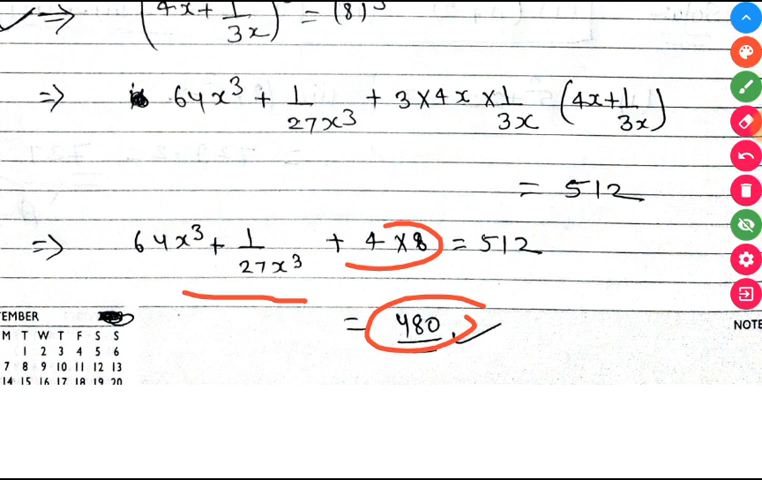 ⇒ (4x + 1/3x) = (8)³
⇒ 64x³ + 1/27x³ + 3×4x×1/3x (4x+1/3x)
= 512
⇒ 64x³ + 1/27x³ + 4×8 = 512
= 480
EMBER
M T W T F S S
1 2 3 4 5 6
7 8 9 10 11 12 13
14 15 16 17 18 19 20
NOTE